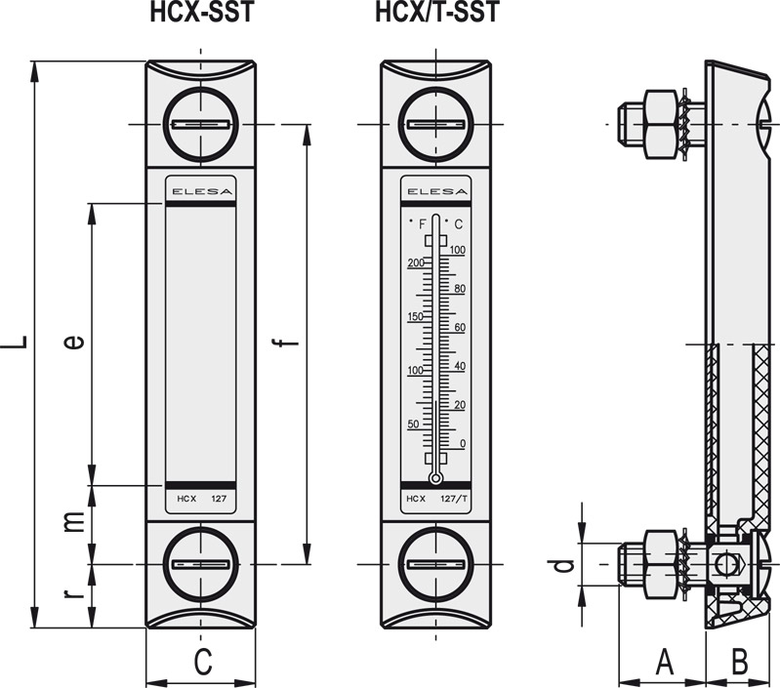 HCX-SST
HCX/T-SST
ELESA
ELESA
° F ° C
100
200
80
150
60
40
100
20
50
0
HCX 127
HCX 127/T
L
e
f
m
r
d
C
A
B